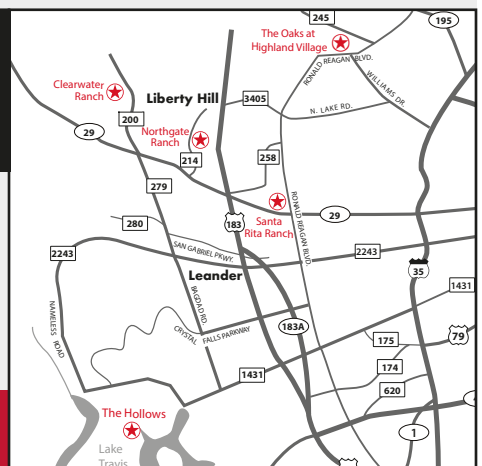 245
195
The Oaks at
Highland Village
RONALD REAGAN BLVD.
WILLIAMS DR
Clearwater
Ranch
Liberty Hill
3405
N. LAKE RD.
200
29
Northgate
Ranch
214
258
279
RONALD REAGAN BLVD
280
183
Santa
Rita Ranch
29
2243
SAN GABRIEL PKWY.
2243
Leander
35
1431
NAMELESS ROAD
BAGDAD RD.
CRYSTAL FALLS PARKWAY
183A
175
79
174
1431
620
The Hollows
1
Lake
Travis